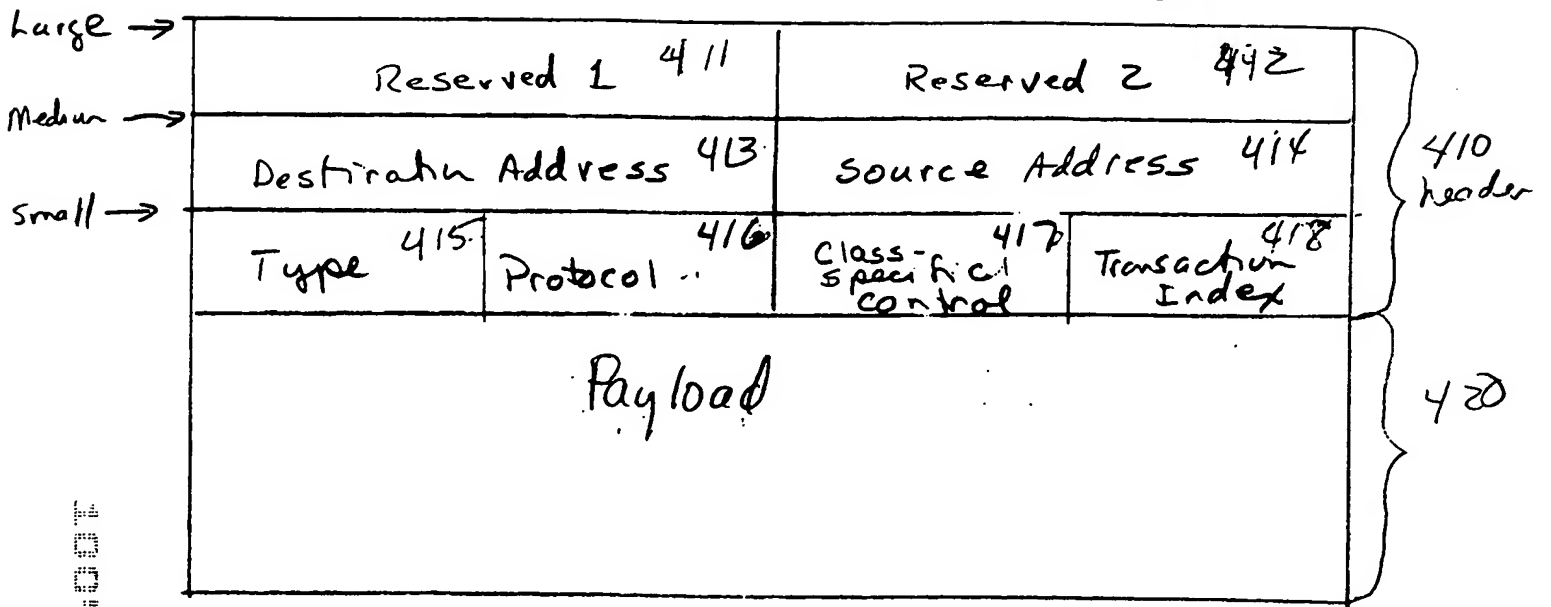 Large →
Reserved 1 411
Reserved 2 412
Medium →
Destination Address 413
Source Address 414
410
header
Small →
Type 415
Protocol 416
Class-
specific
control
417
Transaction
Index
418
Payload
420
100"